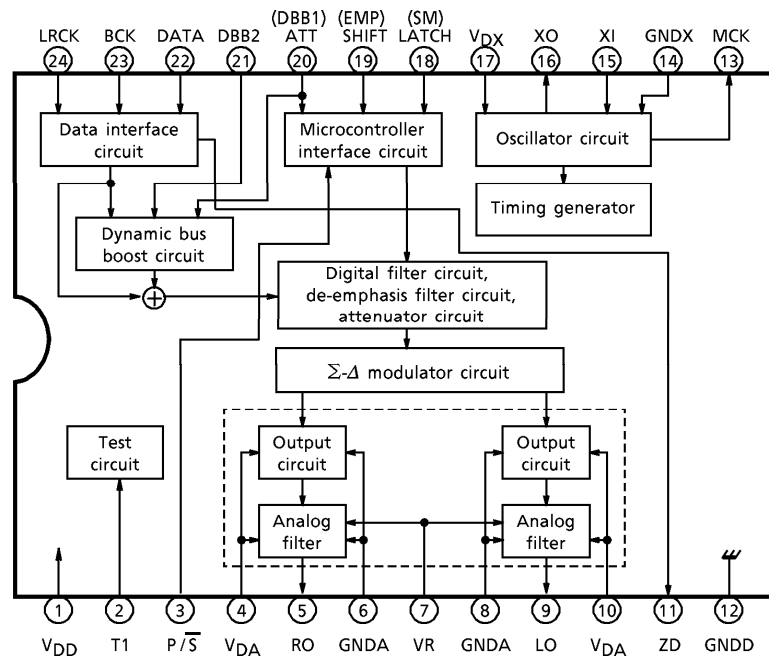 (DBB1) (EMP) (SM)
LRCK BCK DATA DBB2 ATT SHIFT LATCH VDX XO XI GNDX MCK
24 23 22 21 20 19 18 17 16 15 14 13
Data interface
circuit
Microcontroller
interface circuit
Oscillator circuit
Timing generator
Dynamic bus
boost circuit
Digital filter circuit,
de-emphasis filter circuit,
attenuator circuit
Σ-Δ modulator circuit
Test
circuit
Output
circuit
Output
circuit
Analog
filter
Analog
filter
1 2 3 4 5 6 7 8 9 10 11 12
VDD T1 P/S̅ VDA RO GNDA VR GNDA LO VDA ZD GNDD